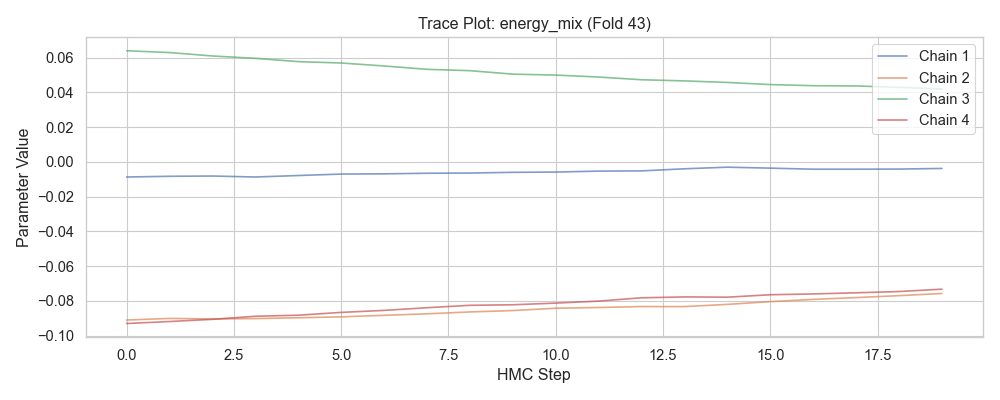 Trace Plot: energy_mix (Fold 43)
Parameter Value
0.06
0.04
0.02
0.00
−0.02
−0.04
−0.06
−0.08
−0.10
Chain 1
Chain 2
Chain 3
Chain 4
0.0 2.5 5.0 7.5 10.0 12.5 15.0 17.5
HMC Step